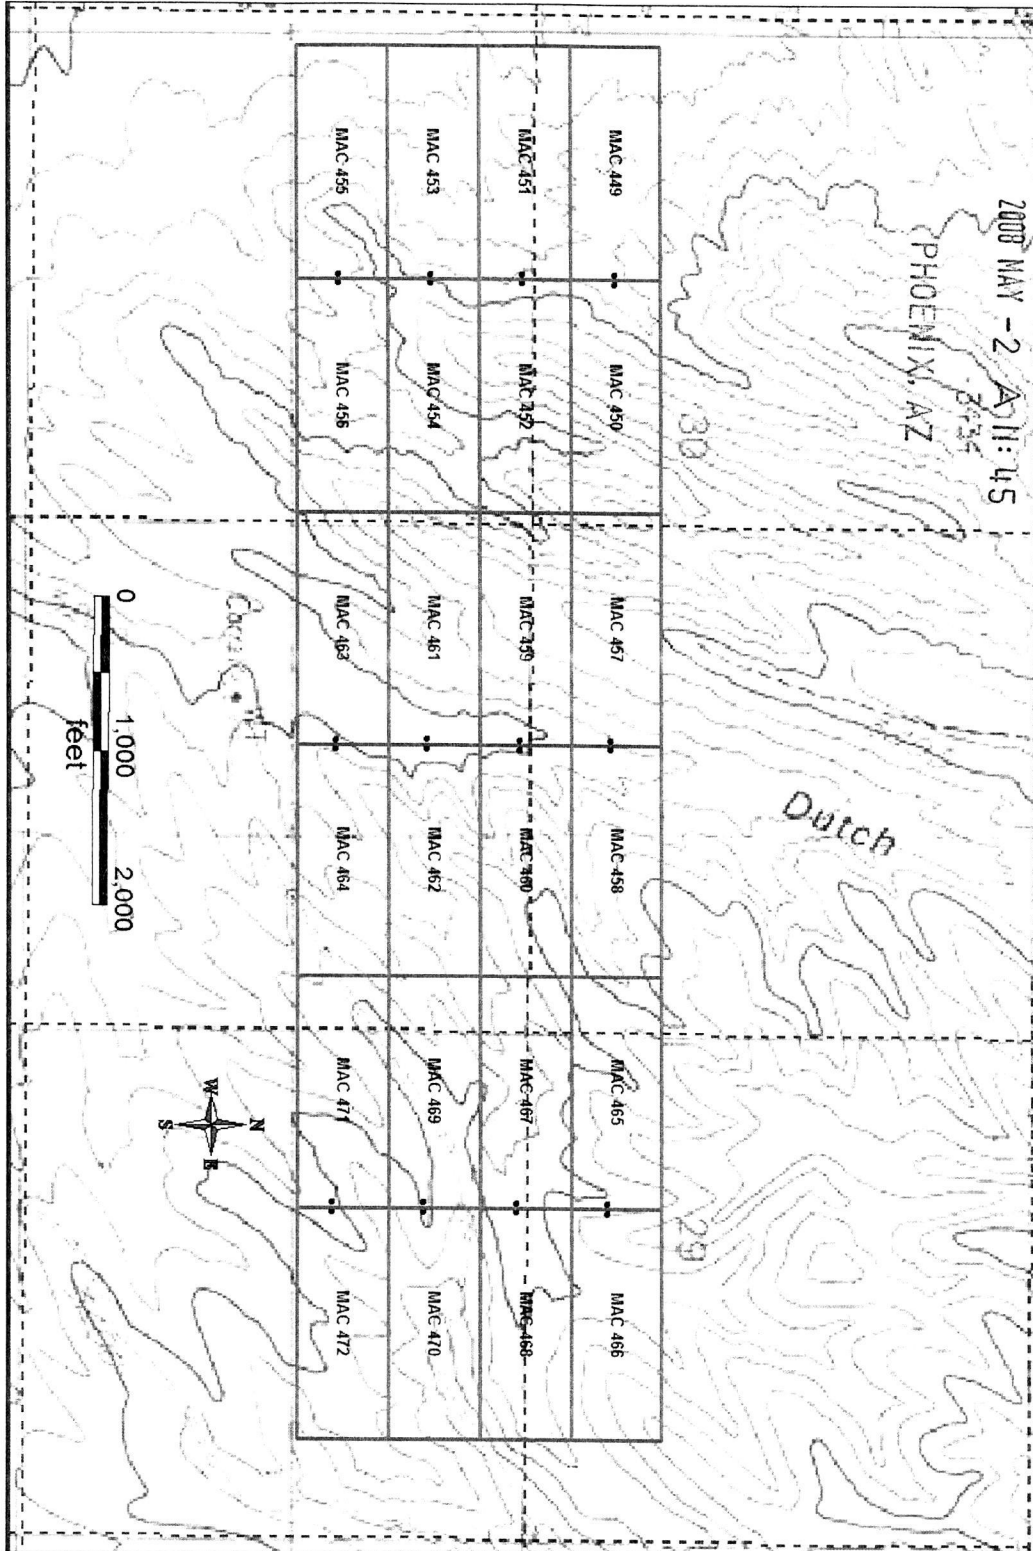 2008 MAY -2 A 11: 45
PHOENIX, AZ
30
Dutch
29
MAC 449
MAC 450
MAC 457
MAC 458
MAC 465
MAC 466
MAC 451
MAC 452
MAC 459
MAC 460
MAC 467
MAC 468
MAC 453
MAC 454
MAC 461
MAC 462
MAC 469
MAC 470
MAC 455
MAC 456
MAC 463
MAC 464
MAC 471
MAC 472
N
W
E
S
0
1,000
2,000
feet